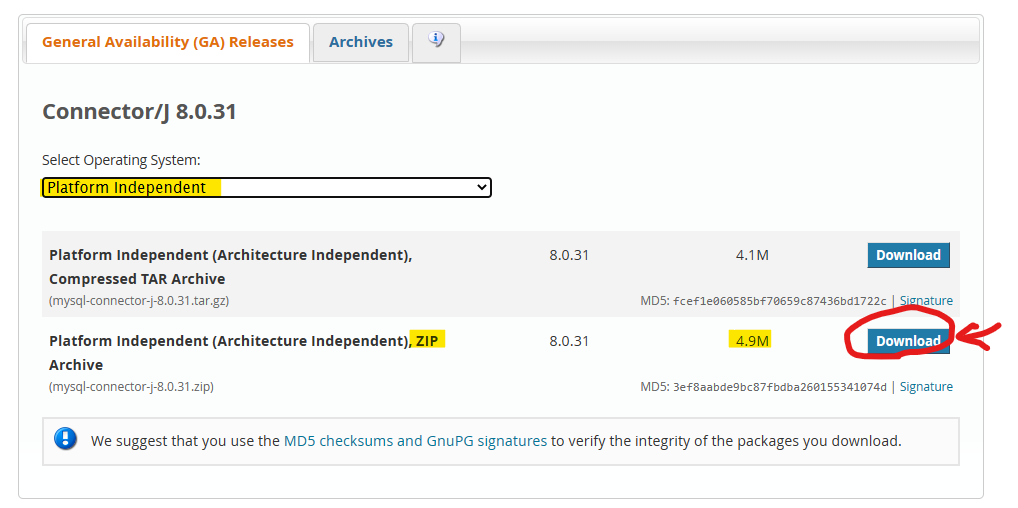 General Availability (GA) Releases
Archives
Connector/J 8.0.31
Select Operating System:
Platform Independent
Platform Independent (Architecture Independent), 8.0.31 4.1M Download
Compressed TAR Archive
(mysql-connector-j-8.0.31.tar.gz) MD5: fcef1e060585bf70659c87436bd1722c | Signature
Platform Independent (Architecture Independent), ZIP 8.0.31 4.9M Download
Archive
(mysql-connector-j-8.0.31.zip) MD5: 3ef8aabde9bc87fbdba260155341074d | Signature
We suggest that you use the MD5 checksums and GnuPG signatures to verify the integrity of the packages you download.